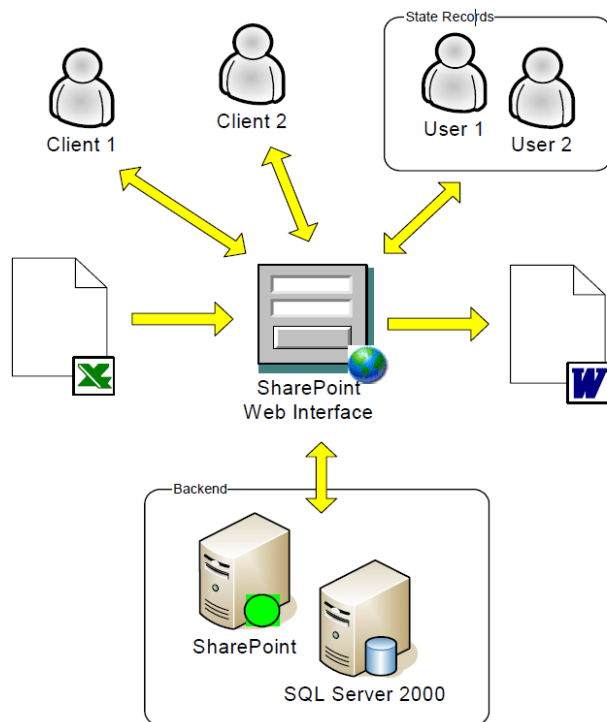 State Records
Client 1
Client 2
User 1
User 2
X
W
SharePoint
Web Interface
Backend
SharePoint
SQL Server 2000